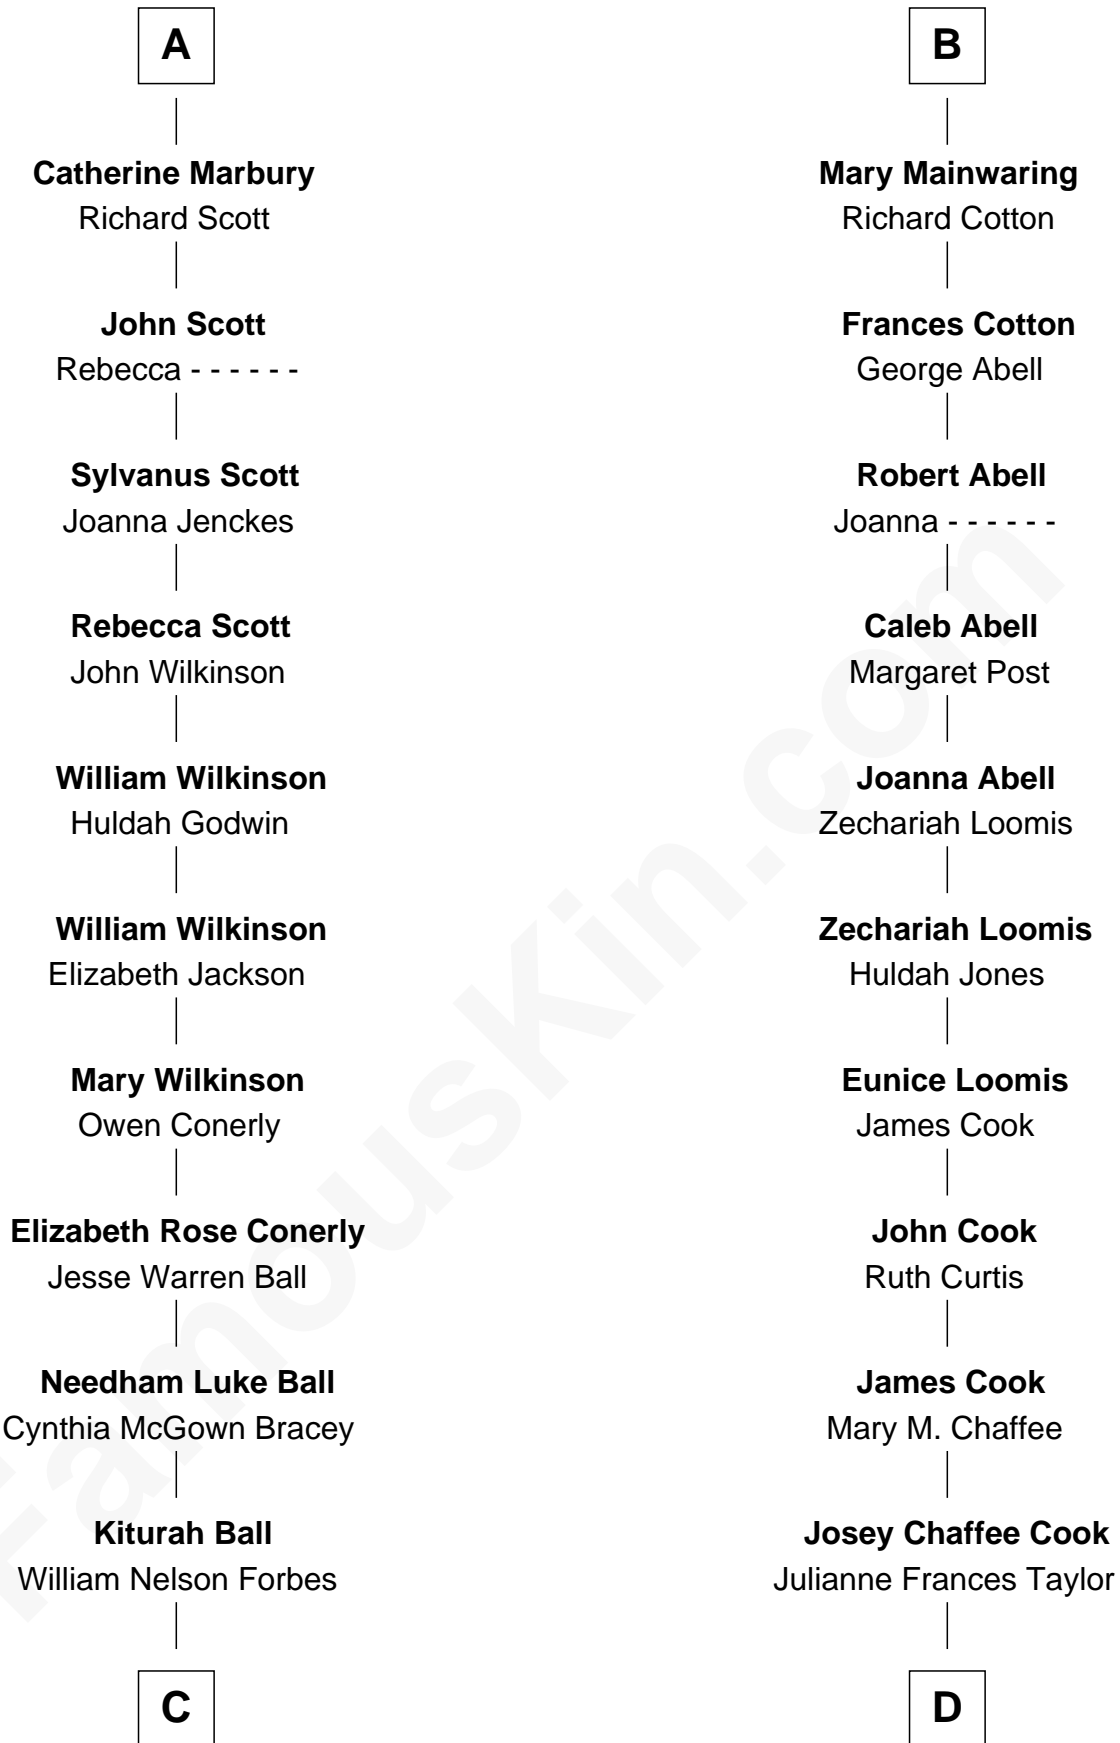 A
Catherine Marbury
Richard Scott
John Scott
Rebecca - - - - - -
Sylvanus Scott
Joanna Jenckes
Rebecca Scott
John Wilkinson
William Wilkinson
Huldah Godwin
William Wilkinson
Elizabeth Jackson
Mary Wilkinson
Owen Conerly
Elizabeth Rose Conerly
Jesse Warren Ball
Needham Luke Ball
Cynthia McGown Bracey
Kiturah Ball
William Nelson Forbes
C
B
Mary Mainwaring
Richard Cotton
Frances Cotton
George Abell
Robert Abell
Joanna - - - - - -
Caleb Abell
Margaret Post
Joanna Abell
Zechariah Loomis
Zechariah Loomis
Huldah Jones
Eunice Loomis
James Cook
John Cook
Ruth Curtis
James Cook
Mary M. Chaffee
Josey Chaffee Cook
Julianne Frances Taylor
D
FamousKin.com